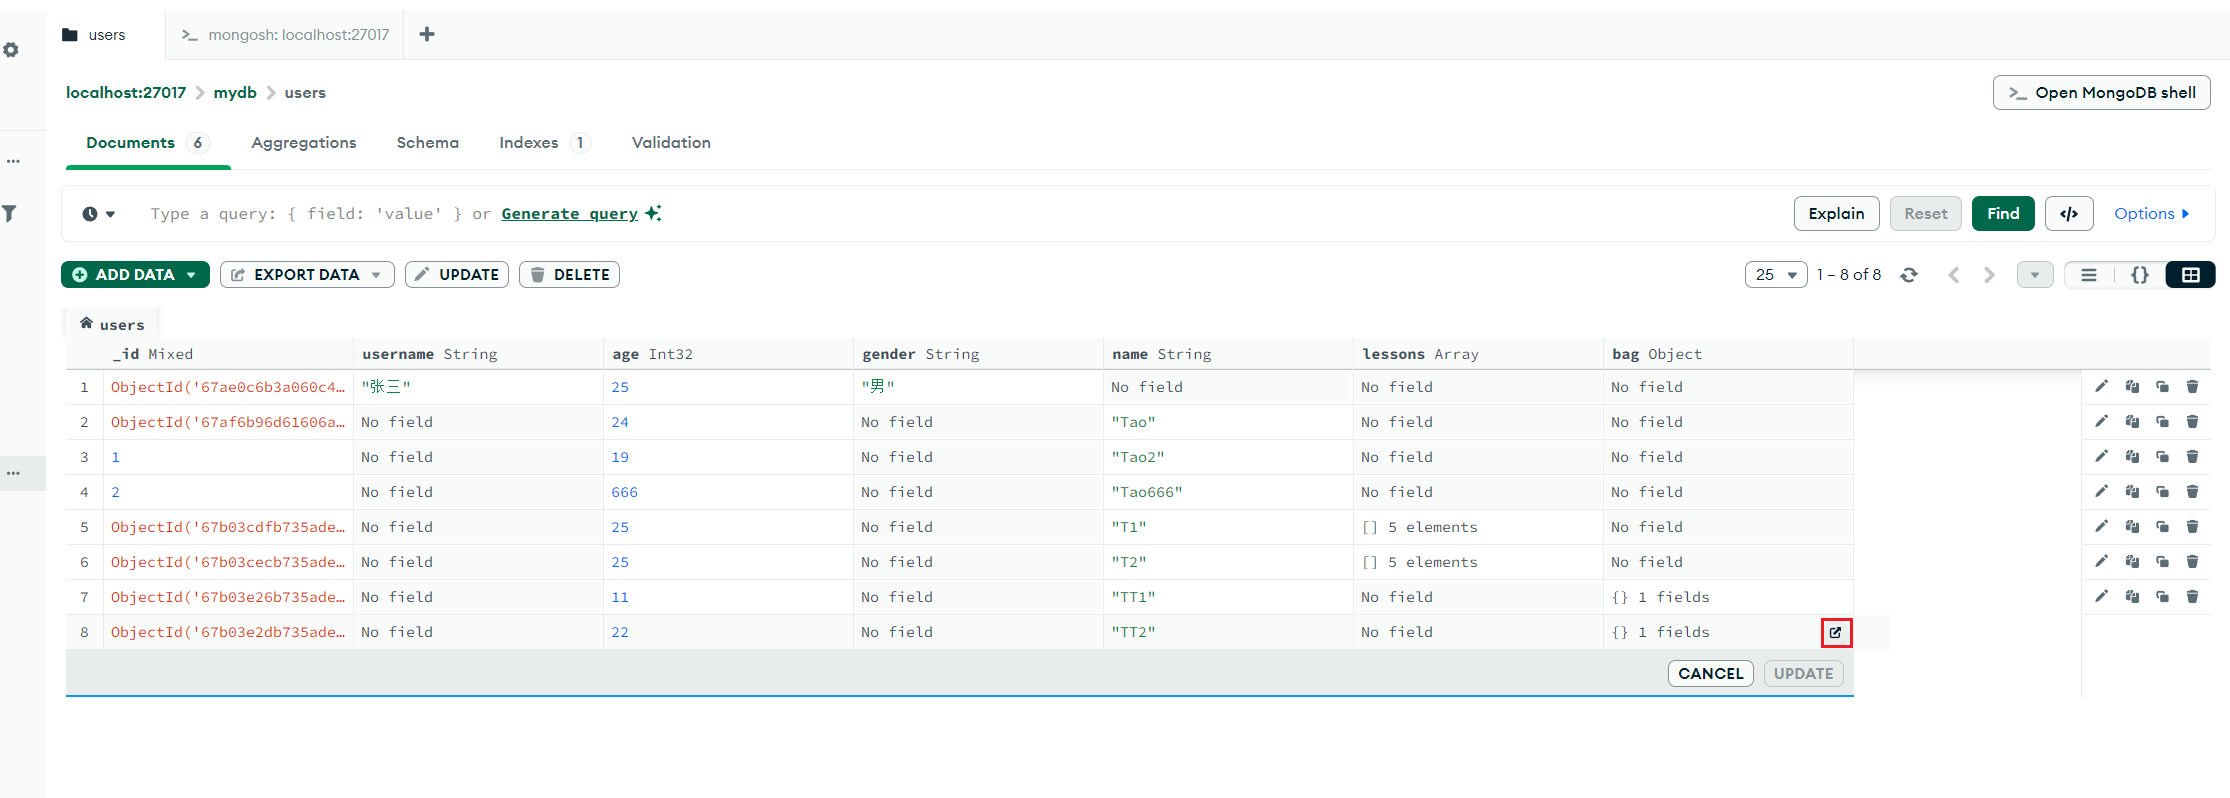 users
mongosh: localhost:27017
localhost:27017 > mydb > users
>_ Open MongoDB shell
Documents 6 Aggregations Schema Indexes 1 Validation
Type a query: { field: 'value' } or Generate query
Explain Reset Find </> Options
ADD DATA EXPORT DATA UPDATE DELETE
25 1 – 8 of 8 {}
users
_id Mixed username String age Int32 gender String name String lessons Array bag Object
1 ObjectId('67ae0c6b3a060c4… "张三" 25 "男" No field No field No field
2 ObjectId('67af6b96d61606a… No field 24 No field "Tao" No field No field
3 1 No field 19 No field "Tao2" No field No field
4 2 No field 666 No field "Tao666" No field No field
5 ObjectId('67b03cdfb735ade… No field 25 No field "T1" [] 5 elements No field
6 ObjectId('67b03cecb735ade… No field 25 No field "T2" [] 5 elements No field
7 ObjectId('67b03e26b735ade… No field 11 No field "TT1" No field {} 1 fields
8 ObjectId('67b03e2db735ade… No field 22 No field "TT2" No field {} 1 fields
CANCEL UPDATE